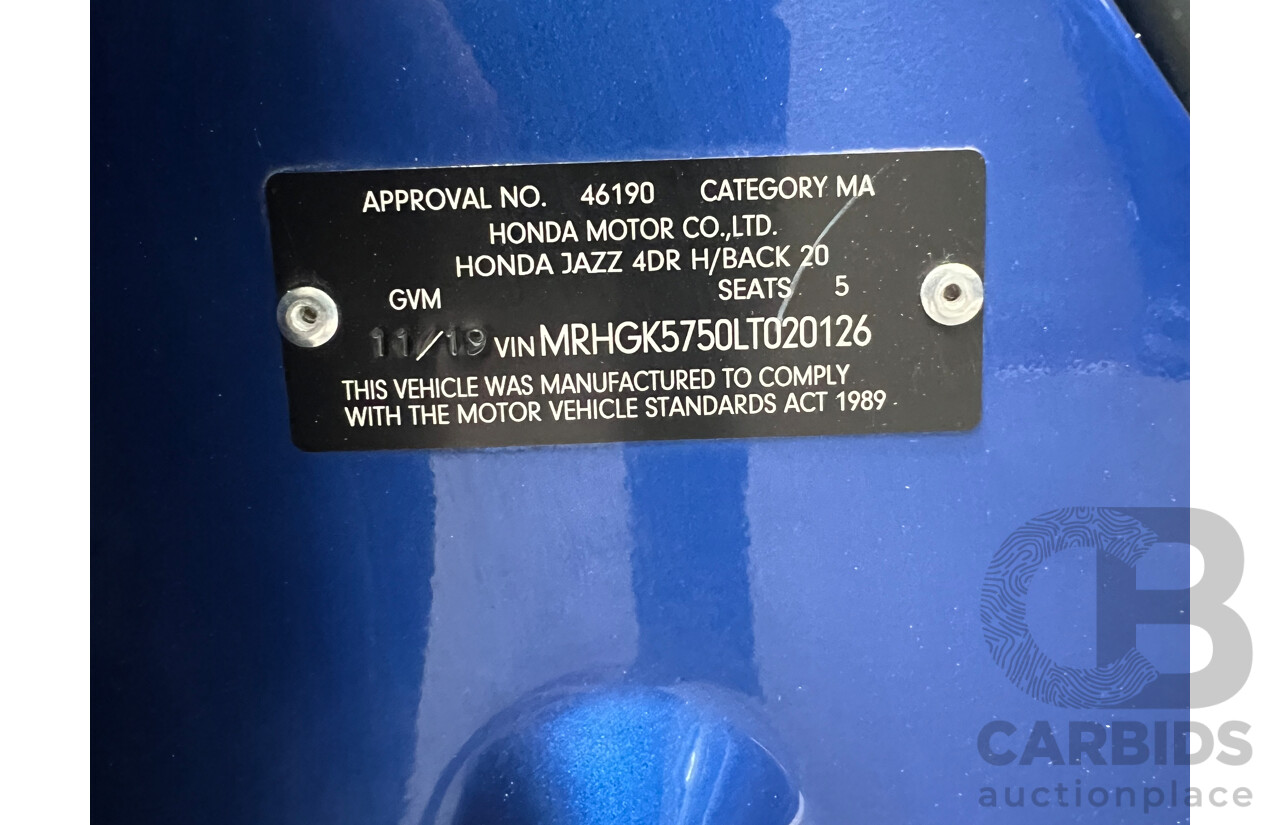 APPROVAL NO. 46190 CATEGORY MA
HONDA MOTOR CO.,LTD.
HONDA JAZZ 4DR H/BACK 20
GVM SEATS 5
11/19 VIN MRHGK5750LT020126
THIS VEHICLE WAS MANUFACTURED TO COMPLY
WITH THE MOTOR VEHICLE STANDARDS ACT 1989.
CB
CARBIDS
auctionplace